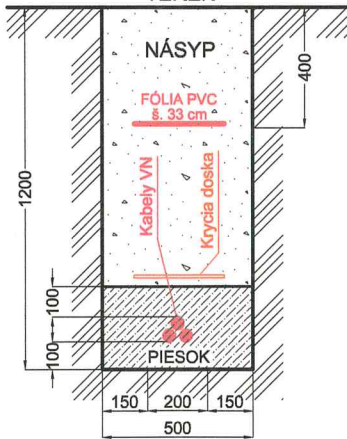 NÁSYP
FÓLIA PVC
š. 33 cm
400
1200
Kabely VN
Krycia doska
100
100
PIESOK
150 200 150
500